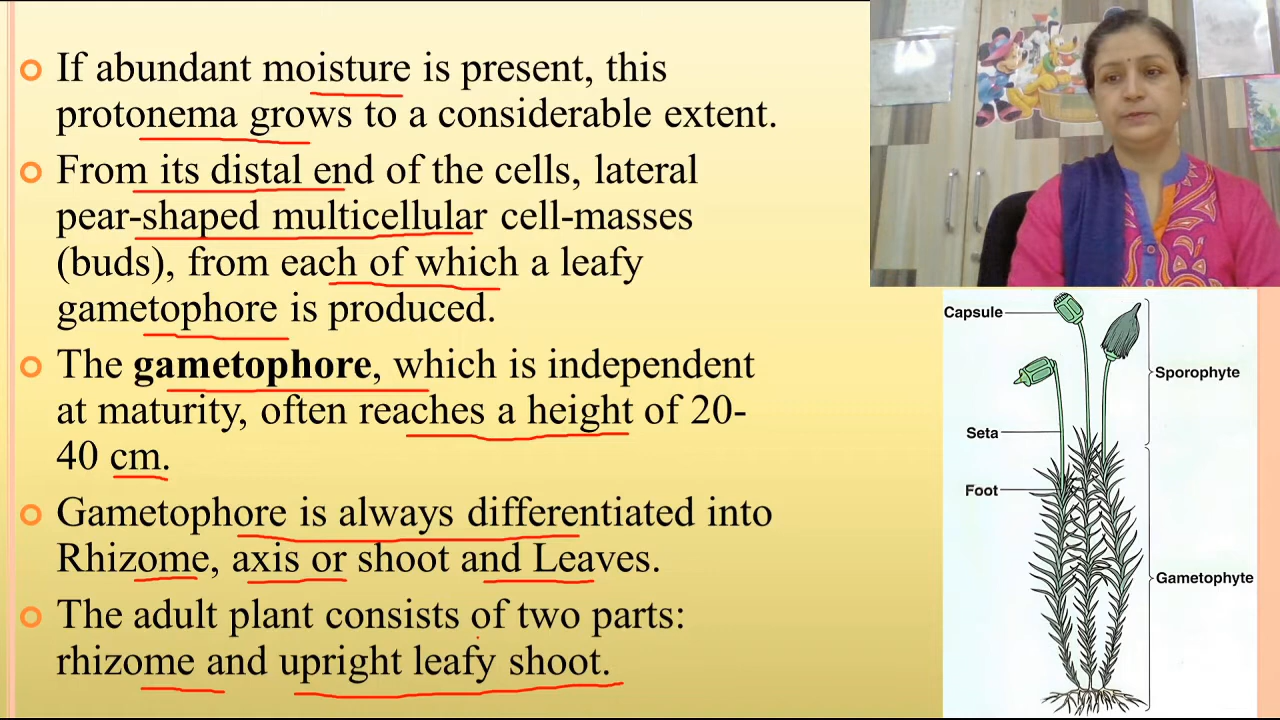 If abundant moisture is present, this
protonema grows to a considerable extent.
From its distal end of the cells, lateral
pear-shaped multicellular cell-masses
(buds), from each of which a leafy
gametophore is produced.
The gametophore, which is independent
at maturity, often reaches a height of 20-
40 cm.
Gametophore is always differentiated into
Rhizome, axis or shoot and Leaves.
The adult plant consists of two parts:
rhizome and upright leafy shoot.
Capsule
Sporophyte
Seta
Foot
Gametophyte